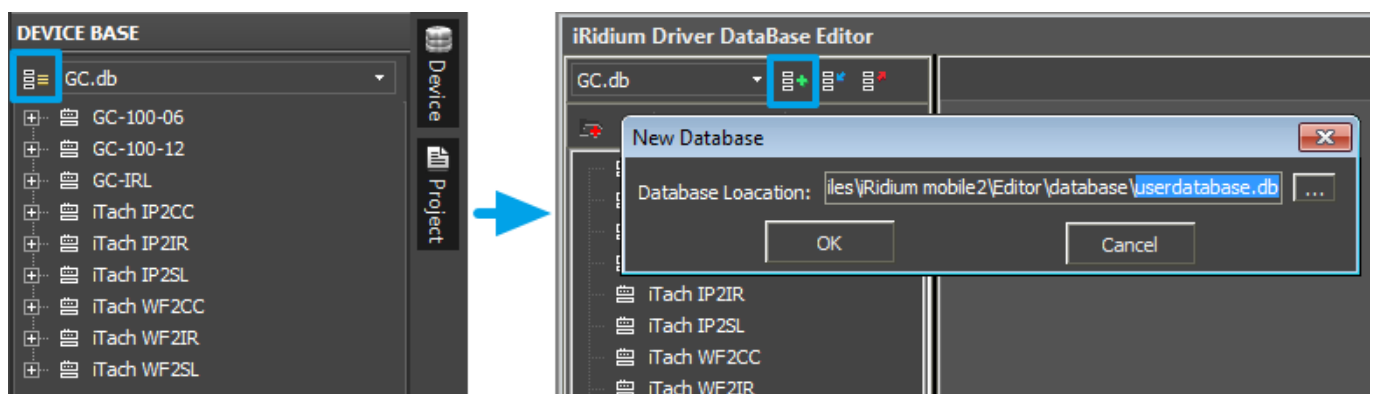 DEVICE BASE
GC.db
GC-100-06
GC-100-12
GC-IRL
iTach IP2CC
iTach IP2IR
iTach IP2SL
iTach WF2CC
iTach WF2IR
iTach WF2SL
Device
Project
iRidium Driver DataBase Editor
GC.db
New Database
Database Loacation: iles\iRidium mobile2\Editor\database\userdatabase.db ...
OK Cancel
iTach IP2IR
iTach IP2SL
iTach WF2CC
iTach WF2IR